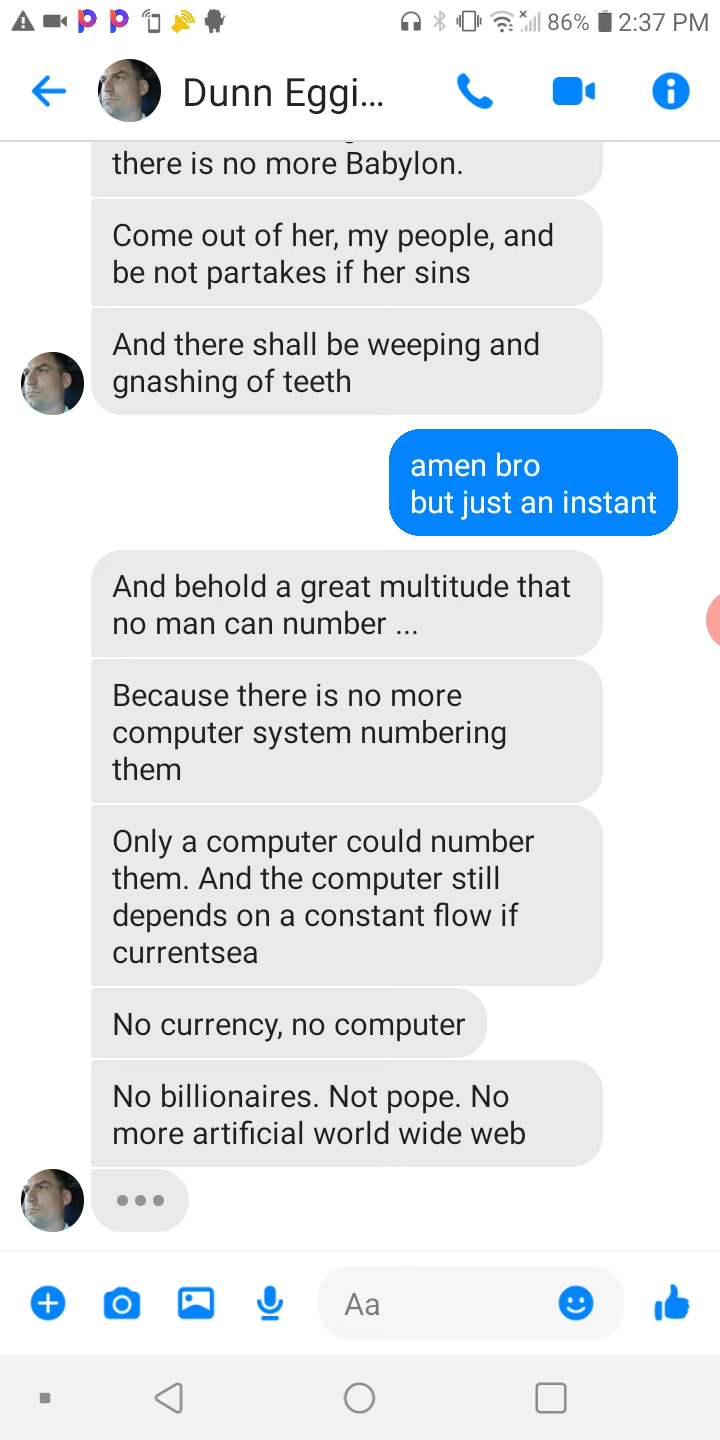 86% 2:37 PM
Dunn Eggi...
there is no more Babylon.
Come out of her, my people, and
be not partakes if her sins
And there shall be weeping and
gnashing of teeth
amen bro
but just an instant
And behold a great multitude that
no man can number ...
Because there is no more
computer system numbering
them
Only a computer could number
them. And the computer still
depends on a constant flow if
currentsea
No currency, no computer
No billionaires. Not pope. No
more artificial world wide web
Aa